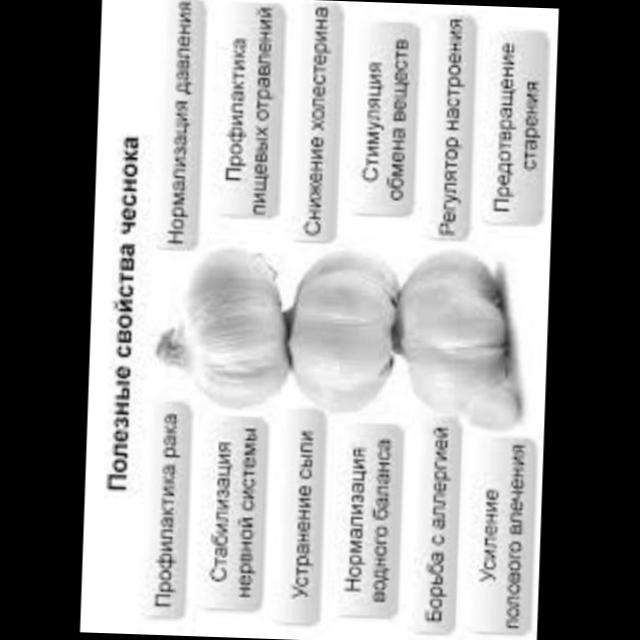 Полезные свойства чеснока
Профилактика рака
Стабилизация
нервной системы
Устранение сыпи
Нормализация
водного баланса
Борьба с аллергией
Усиление
полового влечения
Нормализация давления
Профилактика
пищевых отравлений
Снижение холестерина
Стимуляция
обмена веществ
Регулятор настроения
Предотвращение
старения